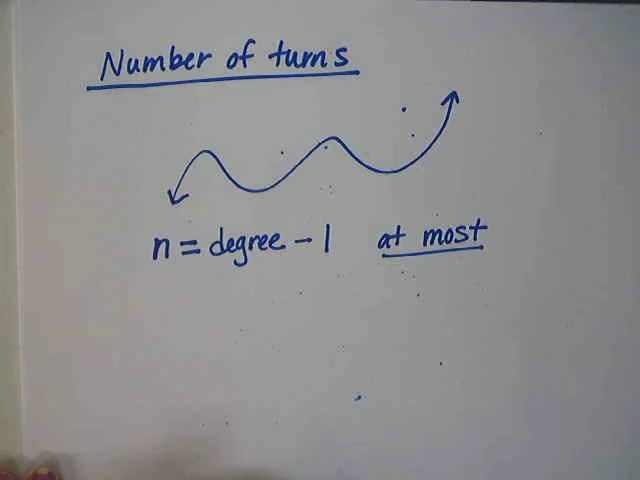 Number of turns
n = degree - 1 at most